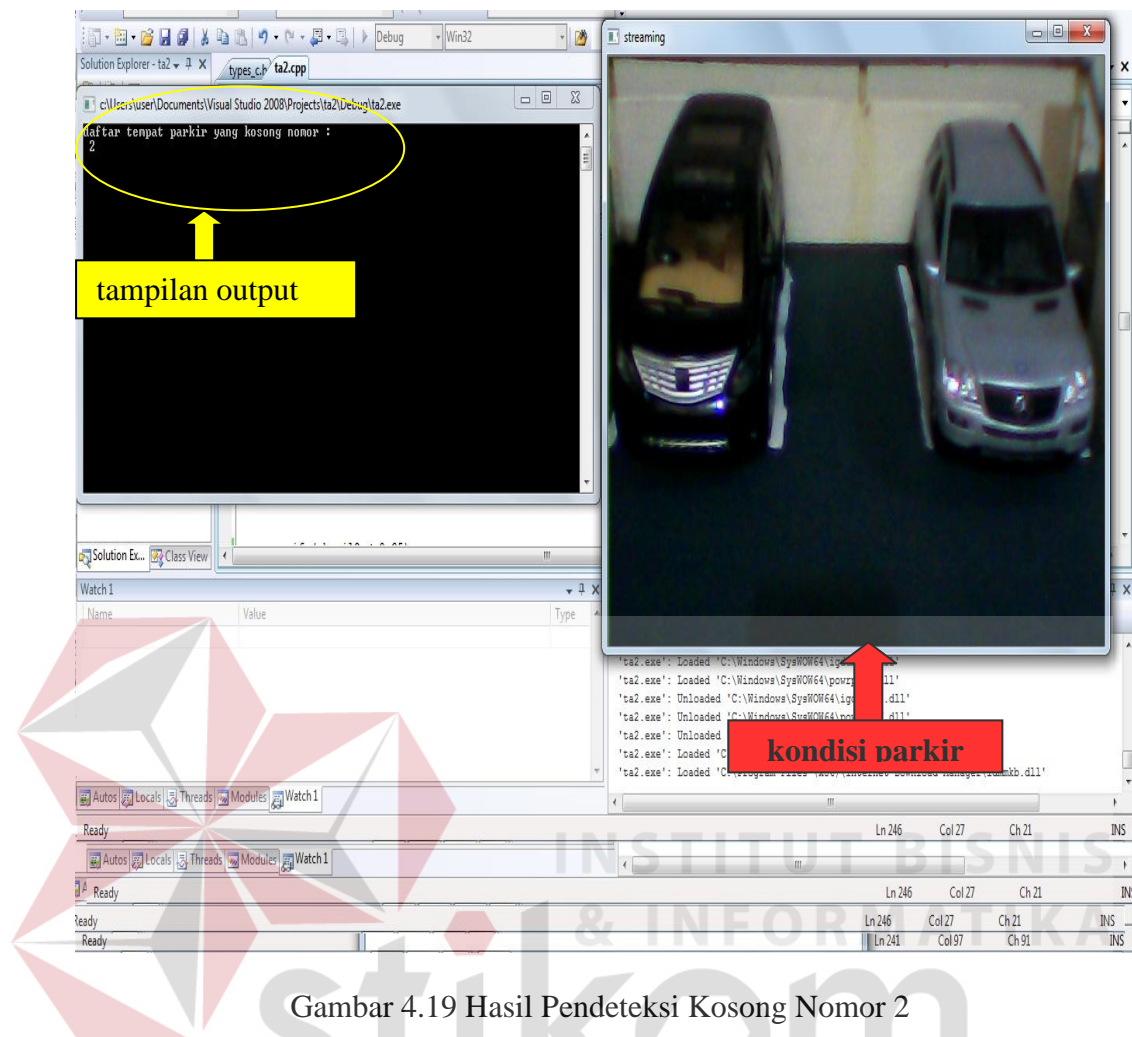 Debug Win32
Solution Explorer - ta2
types_c.h ta2.cpp
c:\Users\user\Documents\Visual Studio 2008\Projects\ta2\Debug\ta2.exe
daftar tempat parkir yang kosong nomor :
2
tampilan output
streaming
Solution Ex... Class View
Watch 1
Name Value Type
'ta2.exe': Loaded 'C:\Windows\SysWOW64\
'ta2.exe': Loaded 'C:\Windows\SysWOW64\
'ta2.exe': Unloaded 'C:\Windows\SysWOW64\
'ta2.exe': Unloaded 'C:\Windows\SysWOW64\
'ta2.exe': Unloaded
'ta2.exe': Loaded 'C
'ta2.exe': Loaded
kondisi parkir
Autos Locals Threads Modules Watch 1
Ready Ln 246 Col 27 Ch 21 INS
Autos Locals Threads Modules Watch 1
Ready Ln 246 Col 27 Ch 21
Ready Ln 246 Col 27 Ch 21 INS
Ready Ln 241 Col 97 Ch 91 INS
INSTITUT BISNIS
& INFORMATIKA
stikom
Gambar 4.19 Hasil Pendeteksi Kosong Nomor 2